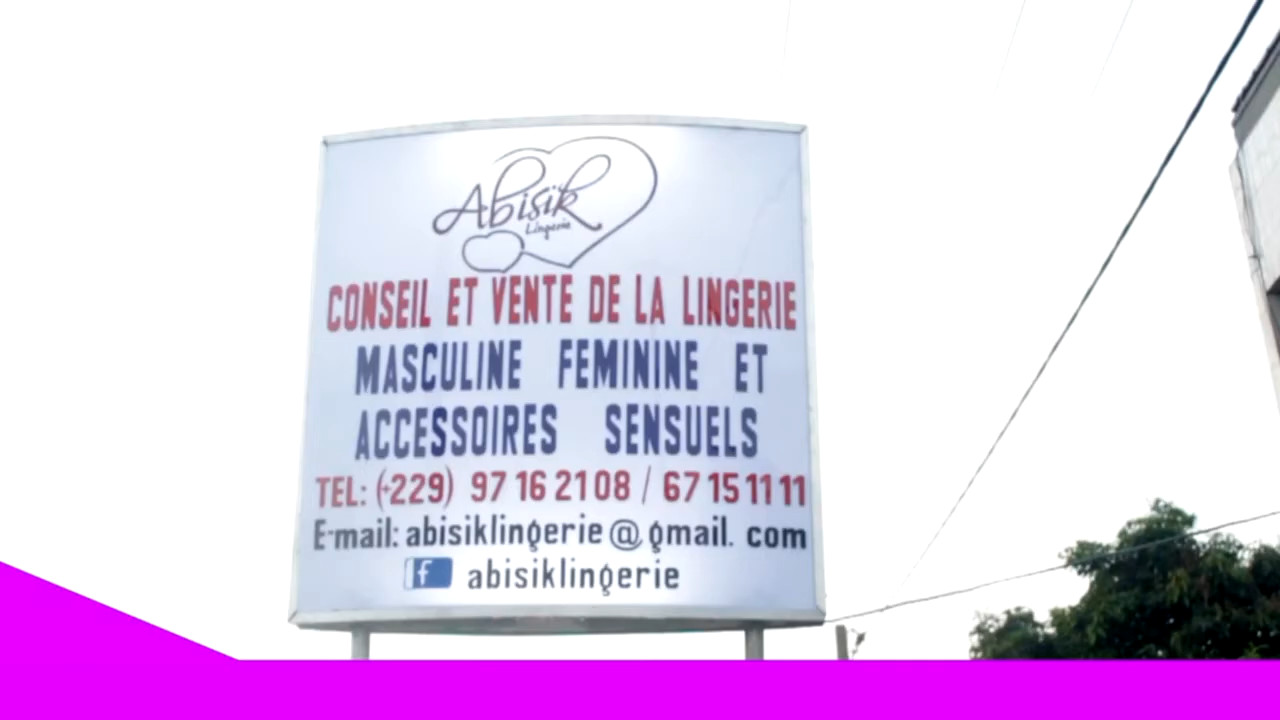 Abisik
Lingerie
CONSEIL ET VENTE DE LA LINGERIE
MASCULINE FEMININE ET
ACCESSOIRES SENSUELS
TEL: (+229) 97 16 21 08 / 67 15 11 11
E-mail: abisiklingerie@gmail. com
f abisiklingerie